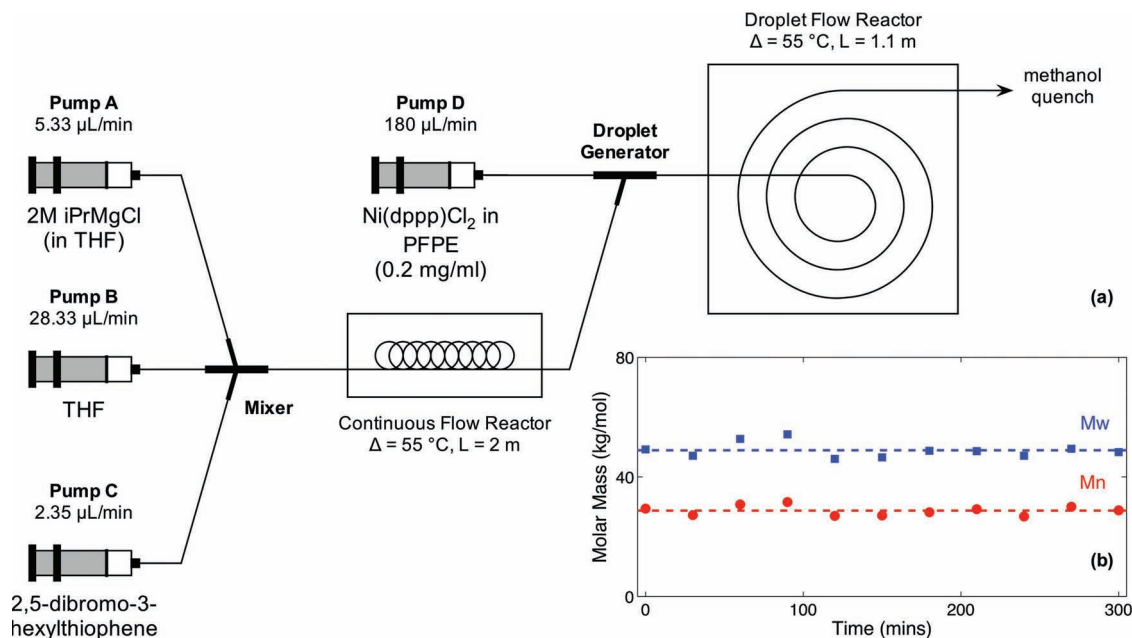 Droplet Flow Reactor
Δ = 55 °C, L = 1.1 m
methanol
quench
Pump A
5.33 µL/min
Pump D
180 µL/min
Droplet
Generator
2M iPrMgCl
(in THF)
Ni(dppp)Cl₂ in
PFPE
(0.2 mg/ml)
(a)
Pump B
28.33 µL/min
THF
Mixer
Continuous Flow Reactor
Δ = 55 °C, L = 2 m
Pump C
2.35 µL/min
2,5-dibromo-3-
hexylthiophene
80
40
0
Molar Mass (kg/mol)
Mw
Mn
(b)
0
100
200
300
Time (mins)